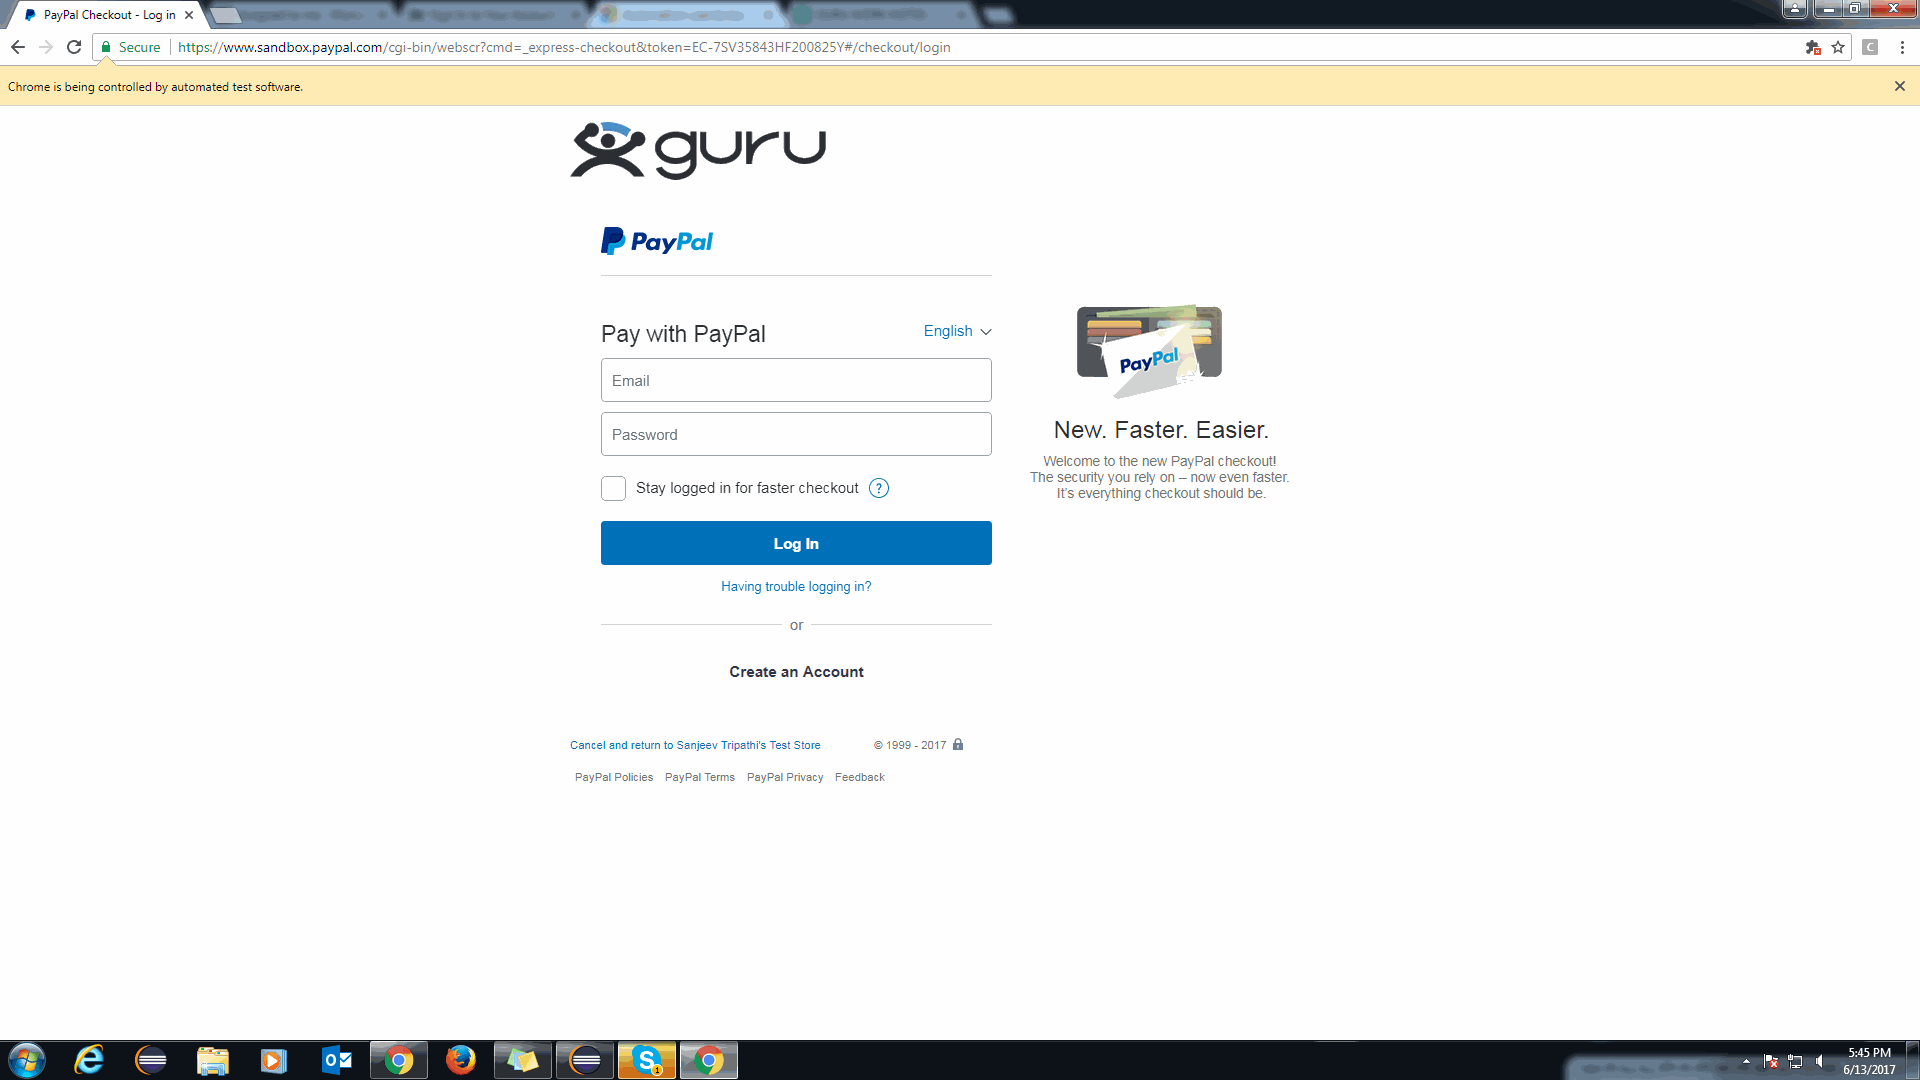 PayPal Checkout - Log in
Secure
https://www.sandbox.paypal.com/cgi-bin/webscr?cmd=_express-checkout&token=EC-7SV35843HF200825Y#/checkout/login
C
Chrome is being controlled by automated test software.
guru
PayPal
Pay with PayPal
English
Email
Password
Stay logged in for faster checkout ?
Log In
Having trouble logging in?
or
Create an Account
PayPal
New. Faster. Easier.
Welcome to the new PayPal checkout!
The security you rely on – now even faster.
It's everything checkout should be.
Cancel and return to Sanjeev Tripathi's Test Store
© 1999 - 2017
PayPal Policies PayPal Terms PayPal Privacy Feedback
5:45 PM
6/13/2017